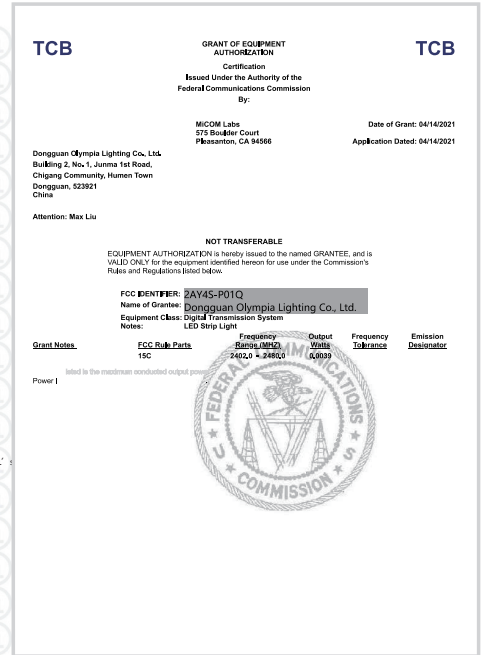 TCB
GRANT OF EQUIPMENT
AUTHORIZATION
TCB
Certification
Issued Under the Authority of the
Federal Communications Commission
By:
MiCOM Labs
575 Boulder Court
Pleasanton, CA 94566
Date of Grant: 04/14/2021
Application Dated: 04/14/2021
Dongguan Olympia Lighting Co., Ltd.
Building 2, No. 1, Junma 1st Road,
Chigang Community, Humen Town
Dongguan, 523921
China
Attention: Max Liu
NOT TRANSFERABLE
EQUIPMENT AUTHORIZATION is hereby issued to the named GRANTEE, and is
VALID ONLY for the equipment identified hereon for use under the Commission's
Rules and Regulations listed below.
FCC IDENTIFIER: 2AY4S-P01Q
Name of Grantee: Dongguan Olympia Lighting Co., Ltd.
Equipment Class: Digital Transmission System
Notes: LED Strip Light
Grant Notes FCC Rule Parts Frequency Range (MHZ) Output Watts Frequency Tolerance Emission Designator
15C 2402.0 - 2480.0 0.0039
listed is the maximum conducted output power
Power l
FEDERAL COMMUNICATIONS COMMISSION
U S